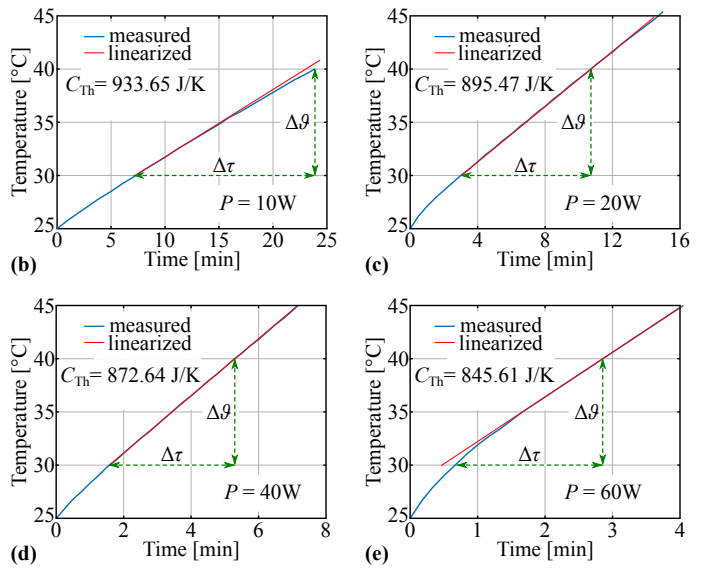 45
measured
linearized
40
C_Th = 933.65 J/K
35
Δϑ
Δτ
30
P = 10W
25
0 5 10 15 20 25
Temperature [°C]
(b) Time [min]
45
measured
linearized
40
C_Th = 895.47 J/K
35
Δϑ
Δτ
30
P = 20W
25
0 4 8 12 16
Temperature [°C]
(c) Time [min]
45
measured
linearized
40
C_Th = 872.64 J/K
35
Δϑ
Δτ
30
P = 40W
25
0 2 4 6 8
Temperature [°C]
(d) Time [min]
45
measured
linearized
40
C_Th = 845.61 J/K
35
Δϑ
Δτ
30
P = 60W
25
0 1 2 3 4
Temperature [°C]
(e) Time [min]